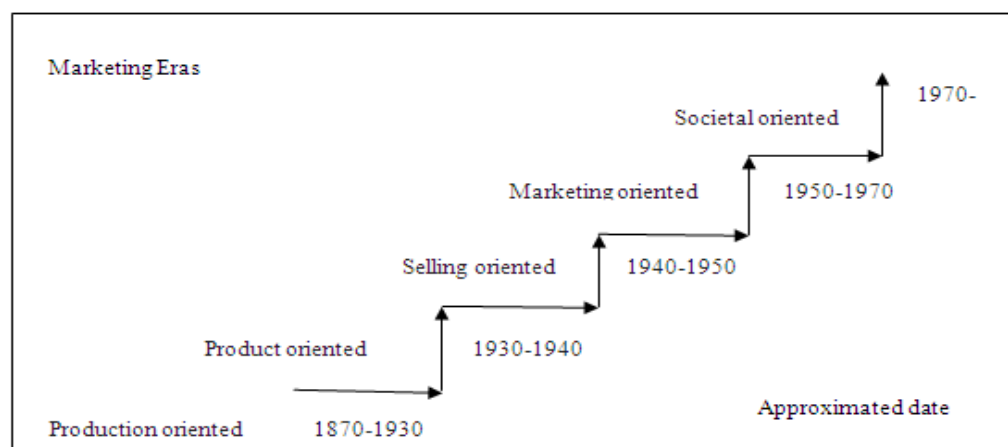 Marketing Eras
1970-
Societal oriented
Marketing oriented 1950-1970
Selling oriented 1940-1950
Product oriented 1930-1940
Approximated date
Production oriented 1870-1930